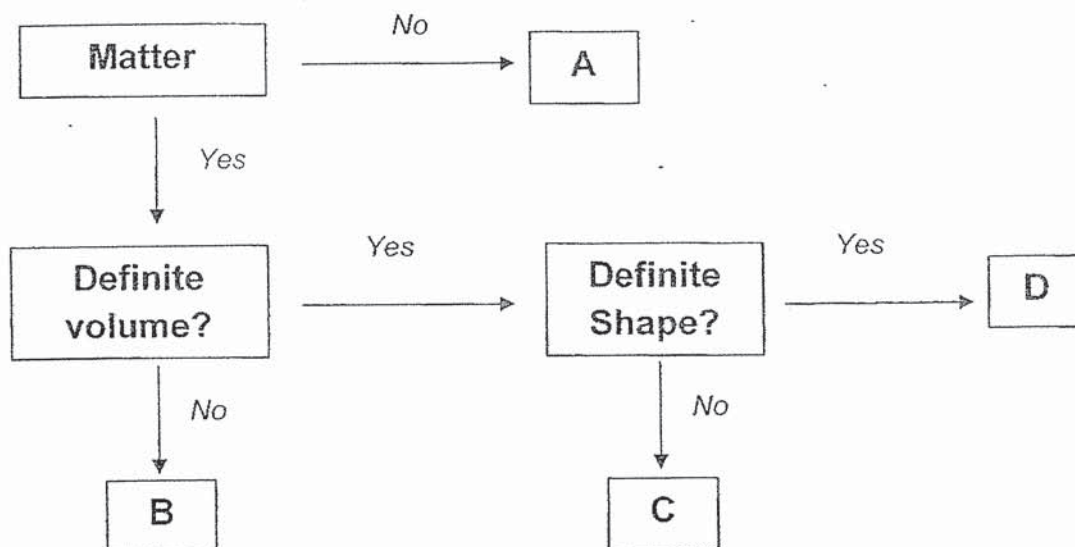 No
Matter
A
Yes
Definite
volume?
Yes
Definite
Shape?
Yes
D
No
No
B
C